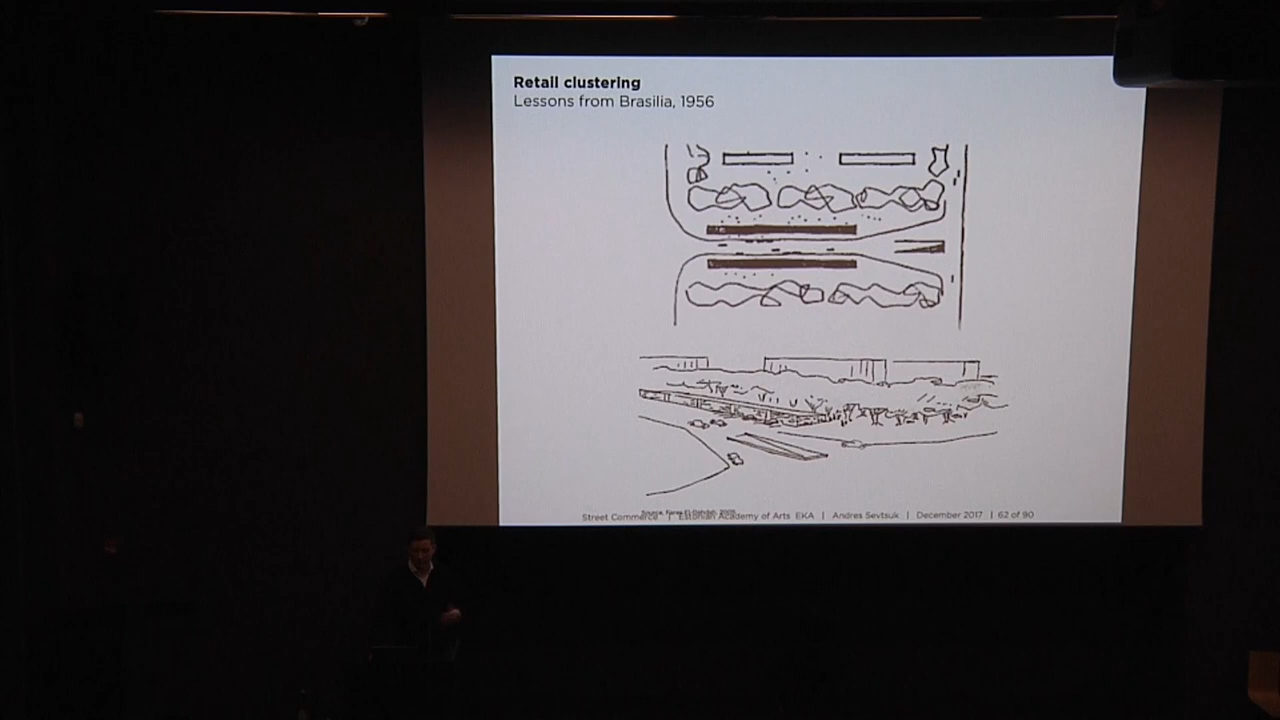 Retail clustering
Lessons from Brasilia, 1956
Street Commerce | Estonian Academy of Arts EKA | Andres Sevtsuk | December 2017 | 62 of 90